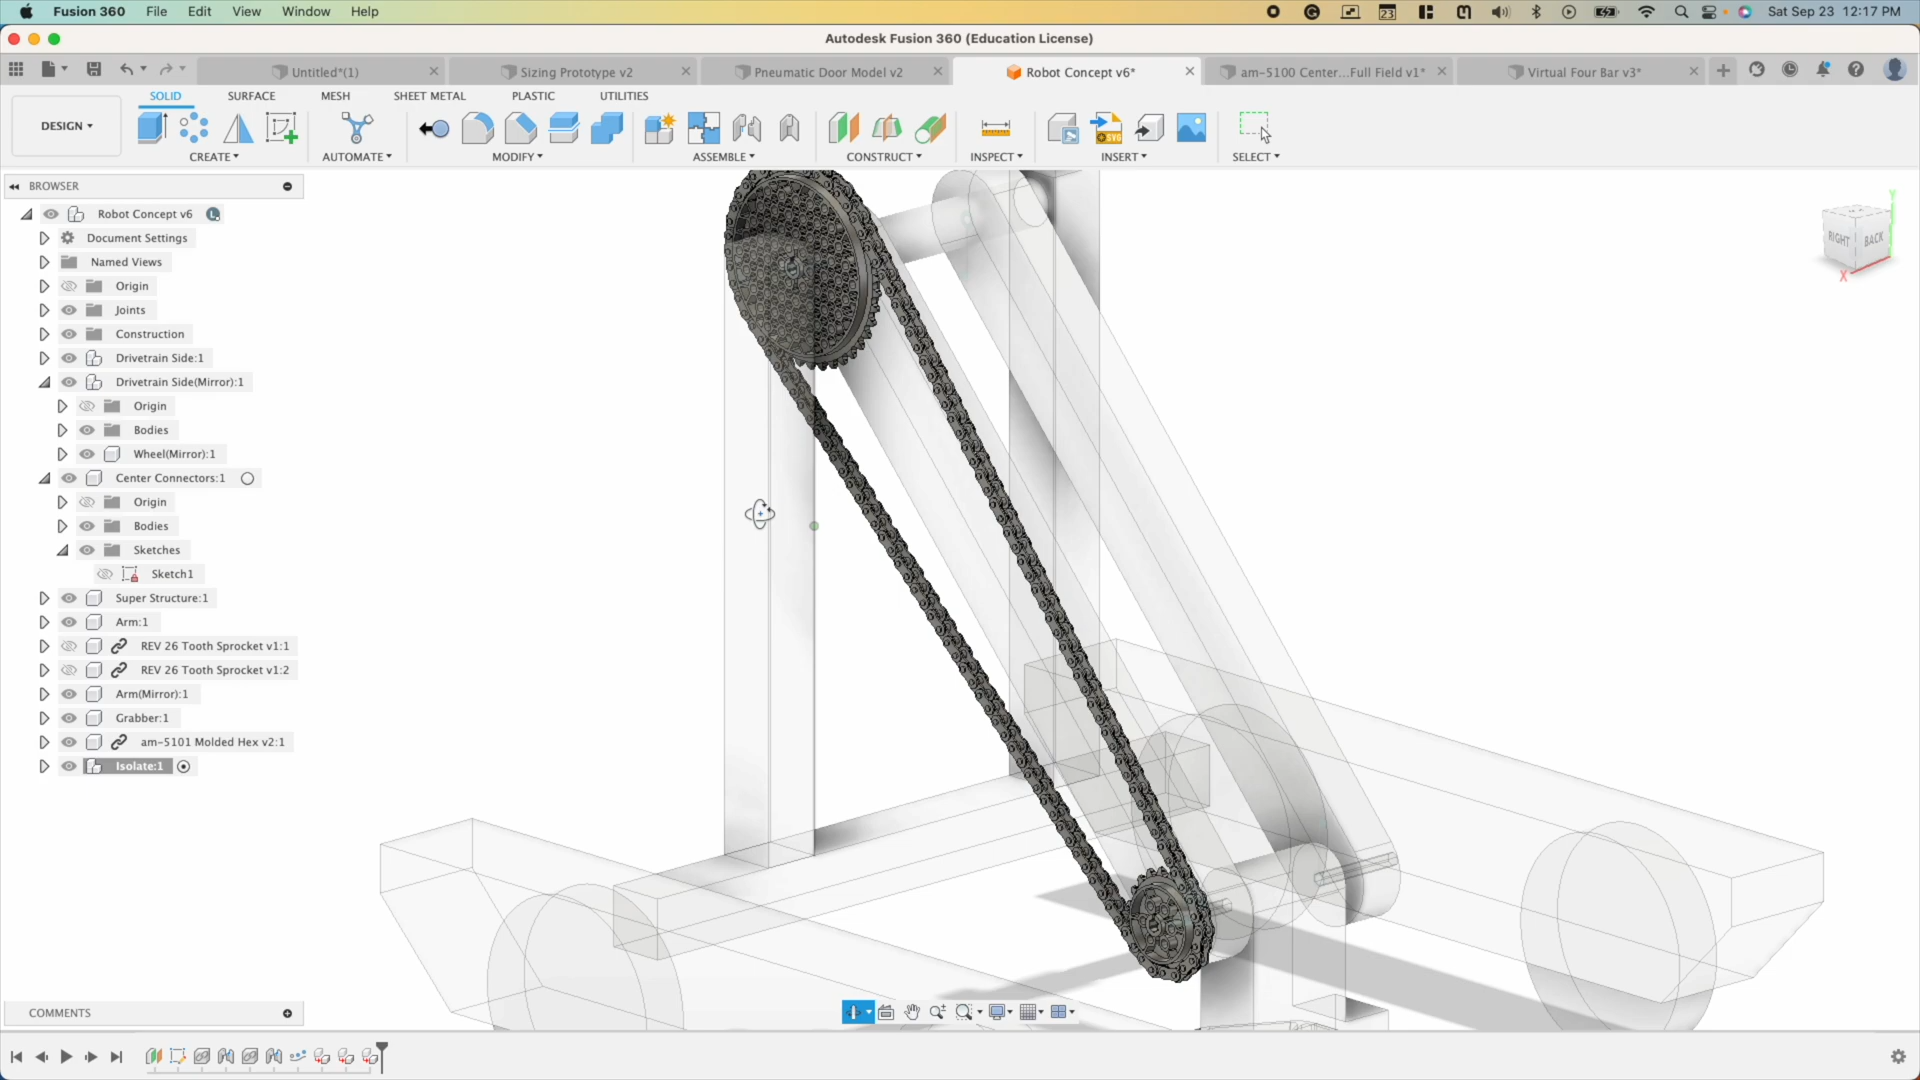 Fusion 360 File Edit View Window Help 23 Sat Sep 23 12:17 PM
Autodesk Fusion 360 (Education License)
Untitled*(1) Sizing Prototype v2 Pneumatic Door Model v2 Robot Concept v6* am-5100 Center...Full Field v1* Virtual Four Bar v3*
SOLID SURFACE MESH SHEET METAL PLASTIC UTILITIES
DESIGN
SVG
CREATE AUTOMATE MODIFY ASSEMBLE CONSTRUCT INSPECT INSERT SELECT
BROWSER
Robot Concept v6
Document Settings
Named Views
Origin
Joints
Construction
Drivetrain Side:1
Drivetrain Side(Mirror):1
Origin
Bodies
Wheel(Mirror):1
Center Connectors:1
Origin
Bodies
Sketches
Sketch1
Super Structure:1
Arm:1
REV 26 Tooth Sprocket v1:1
REV 26 Tooth Sprocket v1:2
Arm(Mirror):1
Grabber:1
am-5101 Molded Hex v2:1
Isolate:1
Y
RIGHT BACK
X
COMMENTS